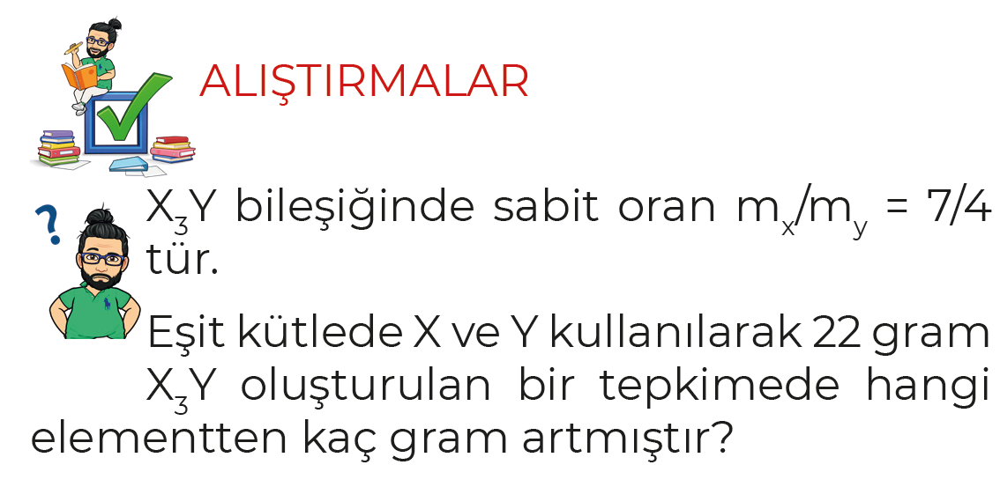 ALIŞTIRMALAR
?
X₃Y bileşiğinde sabit oran mₓ/mᵧ = 7/4
tür.
Eşit kütlede X ve Y kullanılarak 22 gram
X₃Y oluşturulan bir tepkimede hangi
elementten kaç gram artmıştır?